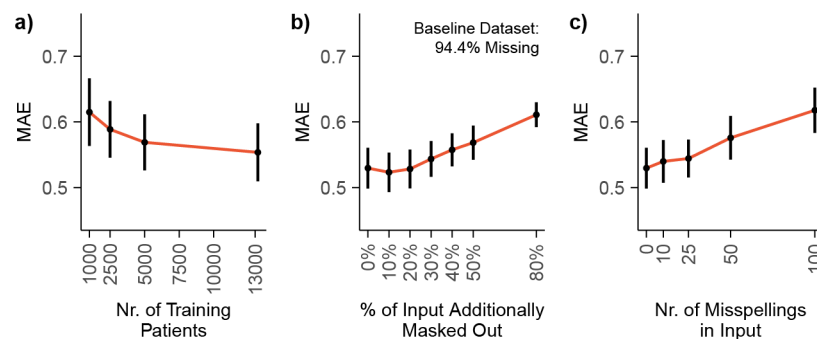 a)
MAE
0.7
0.6
0.5
1000
2500
5000
7500
10000
13000
Nr. of Training
Patients
b)
Baseline Dataset:
94.4% Missing
MAE
0.7
0.6
0.5
0%
10%
20%
30%
40%
50%
80%
% of Input Additionally
Masked Out
c)
MAE
0.7
0.6
0.5
0
10
25
50
100
Nr. of Misspellings
in Input